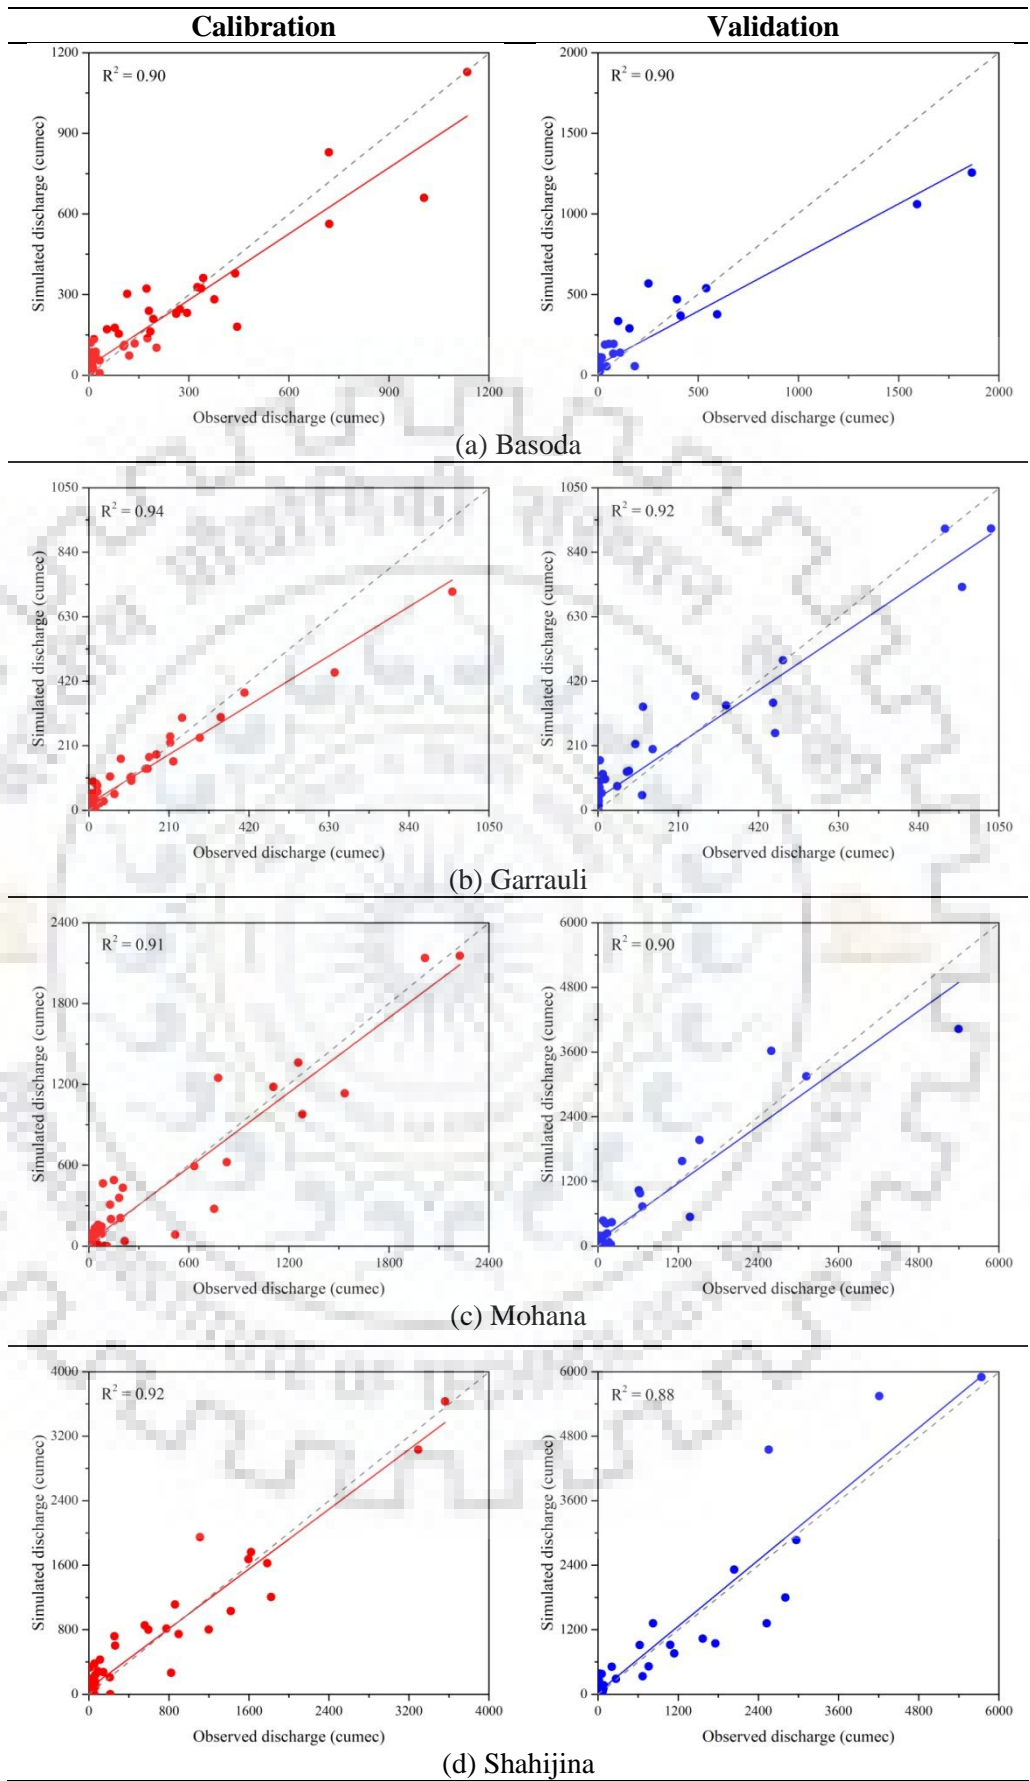 Calibration Validation
R² = 0.90
Simulated discharge (cumec)
1200
900
600
300
0
0 300 600 900 1200
Observed discharge (cumec)
R² = 0.90
Simulated discharge (cumec)
2000
1500
1000
500
0
0 500 1000 1500 2000
Observed discharge (cumec)
(a) Basoda
R² = 0.94
Simulated discharge (cumec)
1050
840
630
420
210
0
0 210 420 630 840 1050
Observed discharge (cumec)
R² = 0.92
Simulated discharge (cumec)
1050
840
630
420
210
0
0 210 420 630 840 1050
Observed discharge (cumec)
(b) Garrauli
R² = 0.91
Simulated discharge (cumec)
2400
1800
1200
600
0
0 600 1200 1800 2400
Observed discharge (cumec)
R² = 0.90
Simulated discharge (cumec)
6000
4800
3600
2400
1200
0
0 1200 2400 3600 4800 6000
Observed discharge (cumec)
(c) Mohana
R² = 0.92
Simulated discharge (cumec)
4000
3200
2400
1600
800
0
0 800 1600 2400 3200 4000
Observed discharge (cumec)
R² = 0.88
Simulated discharge (cumec)
6000
4800
3600
2400
1200
0
0 1200 2400 3600 4800 6000
Observed discharge (cumec)
(d) Shahijina